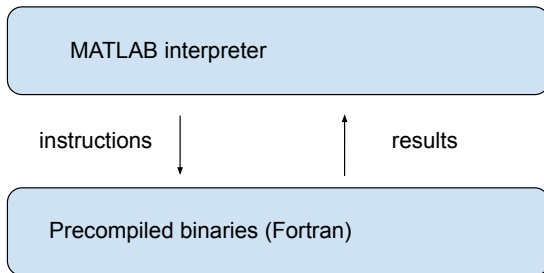 MATLAB interpreter
instructions
results
Precompiled binaries (Fortran)